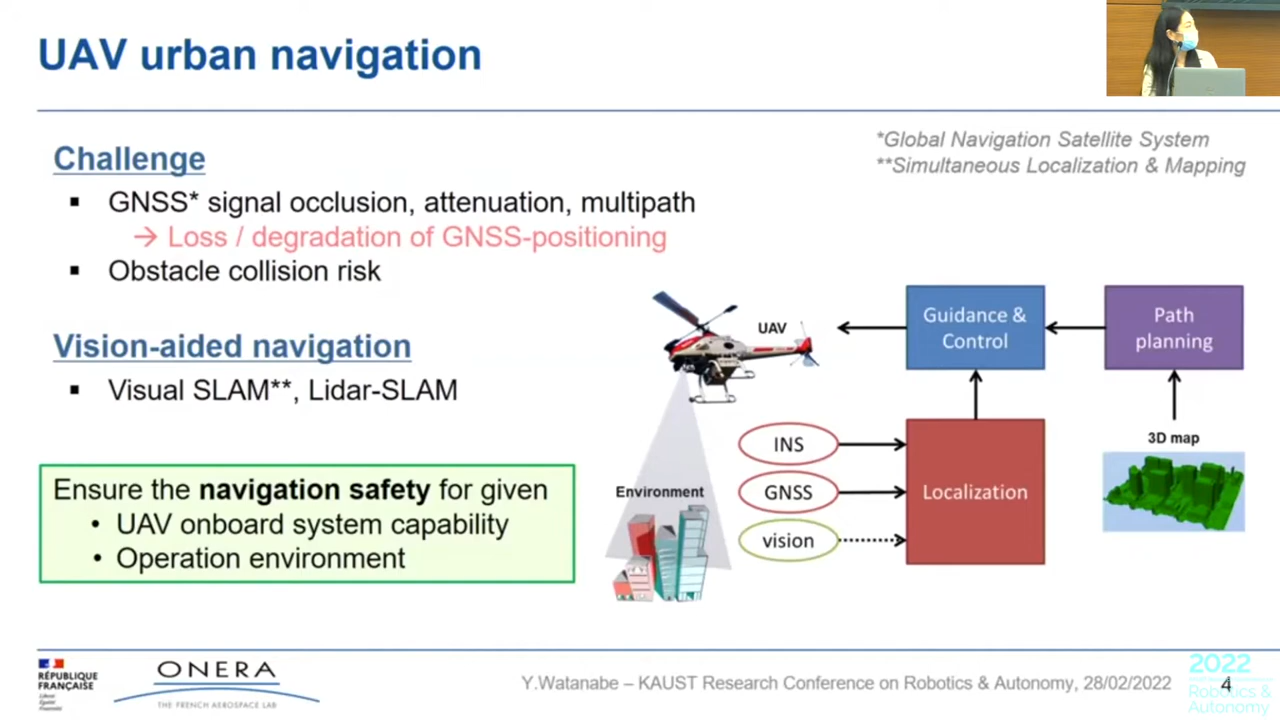 UAV urban navigation
*Global Navigation Satellite System
**Simultaneous Localization & Mapping
Challenge
▪ GNSS* signal occlusion, attenuation, multipath
→ Loss / degradation of GNSS-positioning
▪ Obstacle collision risk
Vision-aided navigation
▪ Visual SLAM**, Lidar-SLAM
Ensure the navigation safety for given
• UAV onboard system capability
• Operation environment
UAV
Guidance &
Control
Path
planning
INS
GNSS
vision
Localization
3D map
Environment
RÉPUBLIQUE
FRANÇAISE
Liberté
Égalité
Fraternité
ONERA
THE FRENCH AEROSPACE LAB
Y.Watanabe – KAUST Research Conference on Robotics & Autonomy, 28/02/2022
4
2022
Robotics &
Autonomy